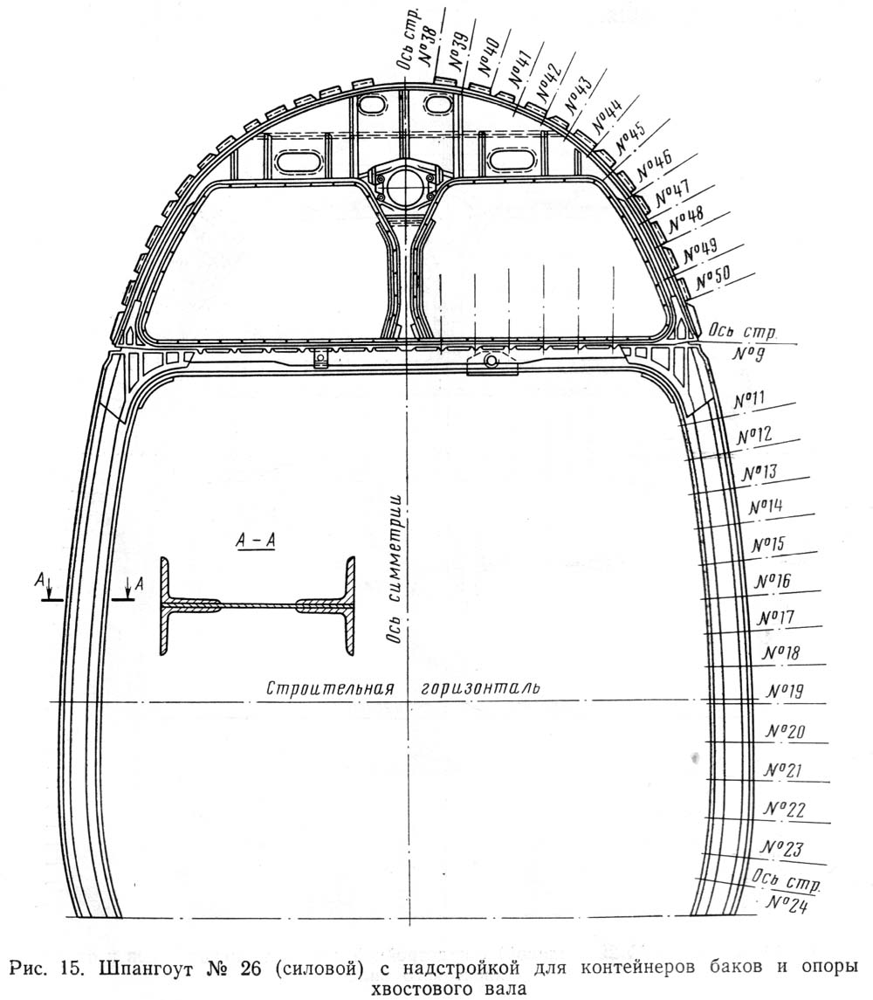 Ось стр.
№38
№39
№40
№41
№42
№43
№44
№45
№46
№47
№48
№49
№50
Ось стр.
№9
№11
№12
№13
№14
№15
№16
№17
№18
№19
№20
№21
№22
№23
Ось стр.
№24
А – А
А
А
Ось симметрии
Строительная горизонталь
Рис. 15. Шпангоут № 26 (силовой) с надстройкой для контейнеров баков и опоры
хвостового вала